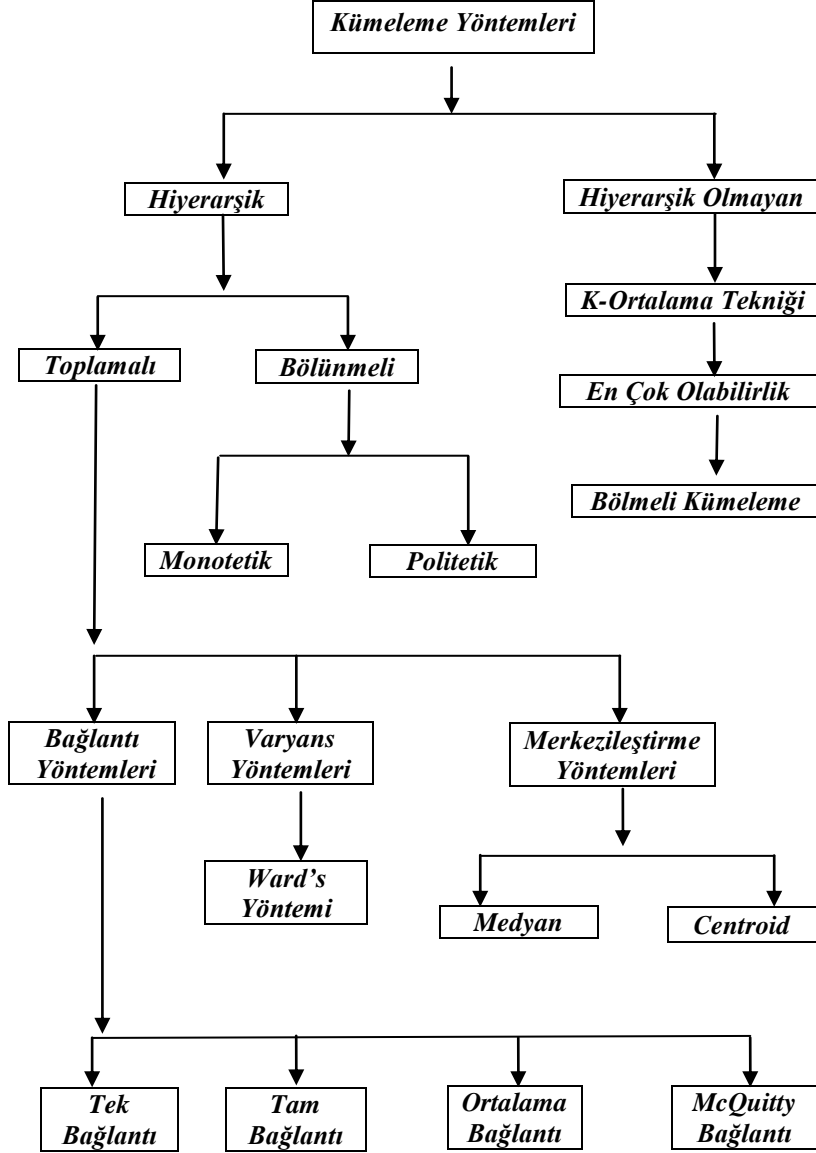 Kümeleme Yöntemleri
Hiyerarşik
Hiyerarşik Olmayan
K-Ortalama Tekniği
Toplamalı
Bölünmeli
En Çok Olabilirlik
Bölmeli Kümeleme
Monotetik
Politetik
Bağlantı
Yöntemleri
Varyans
Yöntemleri
Merkezileştirme
Yöntemleri
Ward's
Yöntemi
Medyan
Centroid
Tek
Bağlantı
Tam
Bağlantı
Ortalama
Bağlantı
McQuitty
Bağlantı